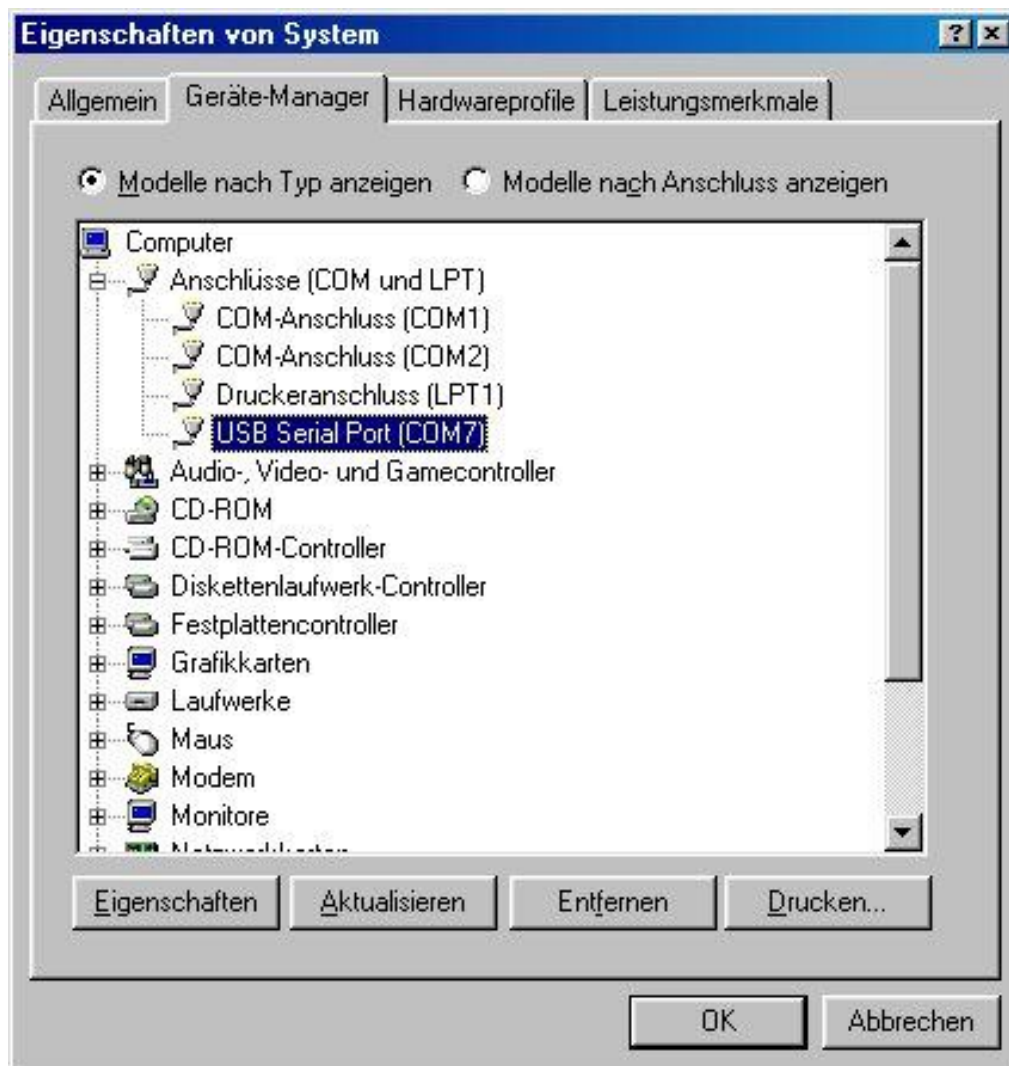 Eigenschaften von System
Allgemein Geräte-Manager Hardwareprofile Leistungsmerkmale
Modelle nach Typ anzeigen Modelle nach Anschluss anzeigen
Computer
Anschlüsse (COM und LPT)
COM-Anschluss (COM1)
COM-Anschluss (COM2)
Druckeranschluss (LPT1)
USB Serial Port (COM7)
Audio-, Video- und Gamecontroller
CD-ROM
CD-ROM-Controller
Diskettenlaufwerk-Controller
Festplattencontroller
Grafikkarten
Laufwerke
Maus
Modem
Monitore
Eigenschaften Aktualisieren Entfernen Drucken...
OK Abbrechen